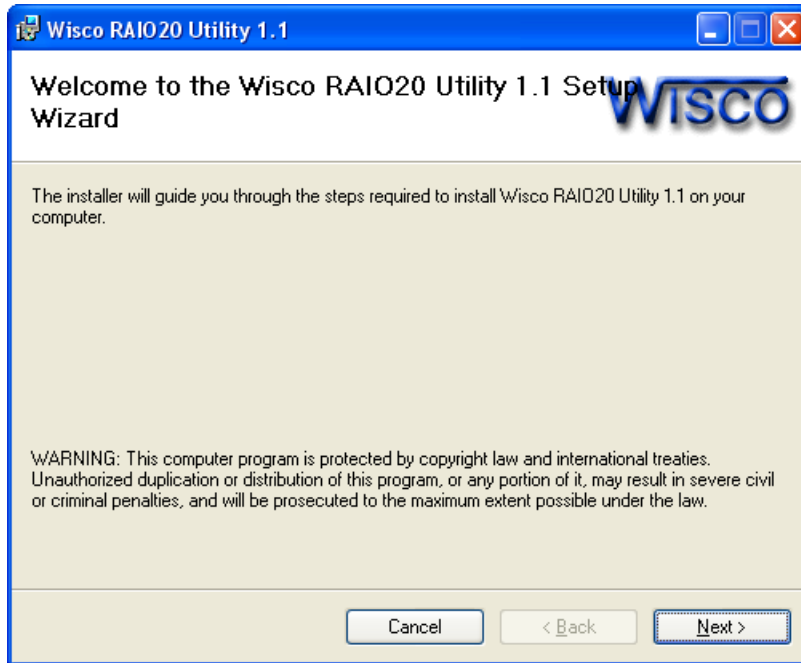 Wisco RAIO20 Utility 1.1
Welcome to the Wisco RAIO20 Utility 1.1 Setup
Wizard
WISCO
The installer will guide you through the steps required to install Wisco RAIO20 Utility 1.1 on your
computer.
WARNING: This computer program is protected by copyright law and international treaties.
Unauthorized duplication or distribution of this program, or any portion of it, may result in severe civil
or criminal penalties, and will be prosecuted to the maximum extent possible under the law.
Cancel
< Back
Next >